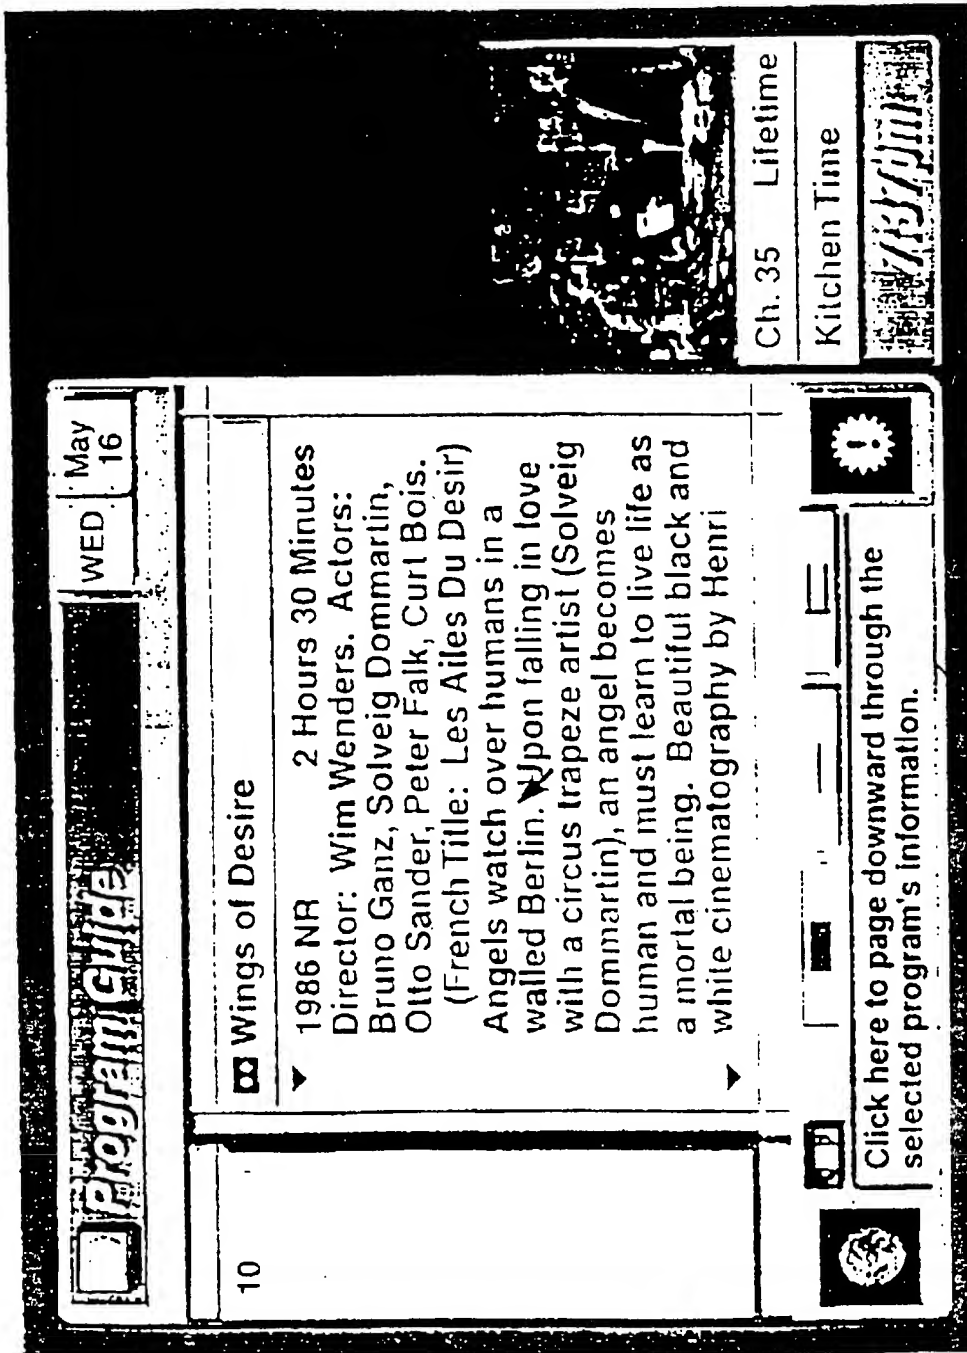 ProgramGuide
WED
May
16
10
Wings of Desire
1986 NR 2 Hours 30 Minutes
Director: Wim Wenders. Actors:
Bruno Ganz, Solveig Dommartin,
Otto Sander, Peter Falk, Curt Bois.
(French Title: Les Ailes Du Desir)
Angels watch over humans in a
walled Berlin. Upon falling in love
with a circus trapeze artist (Solveig
Dommartin), an angel becomes
human and must learn to live life as
a mortal being. Beautiful black and
white cinematography by Henri
!
Click here to page downward through the
selected program's information.
Ch. 35 Lifetime
Kitchen Time